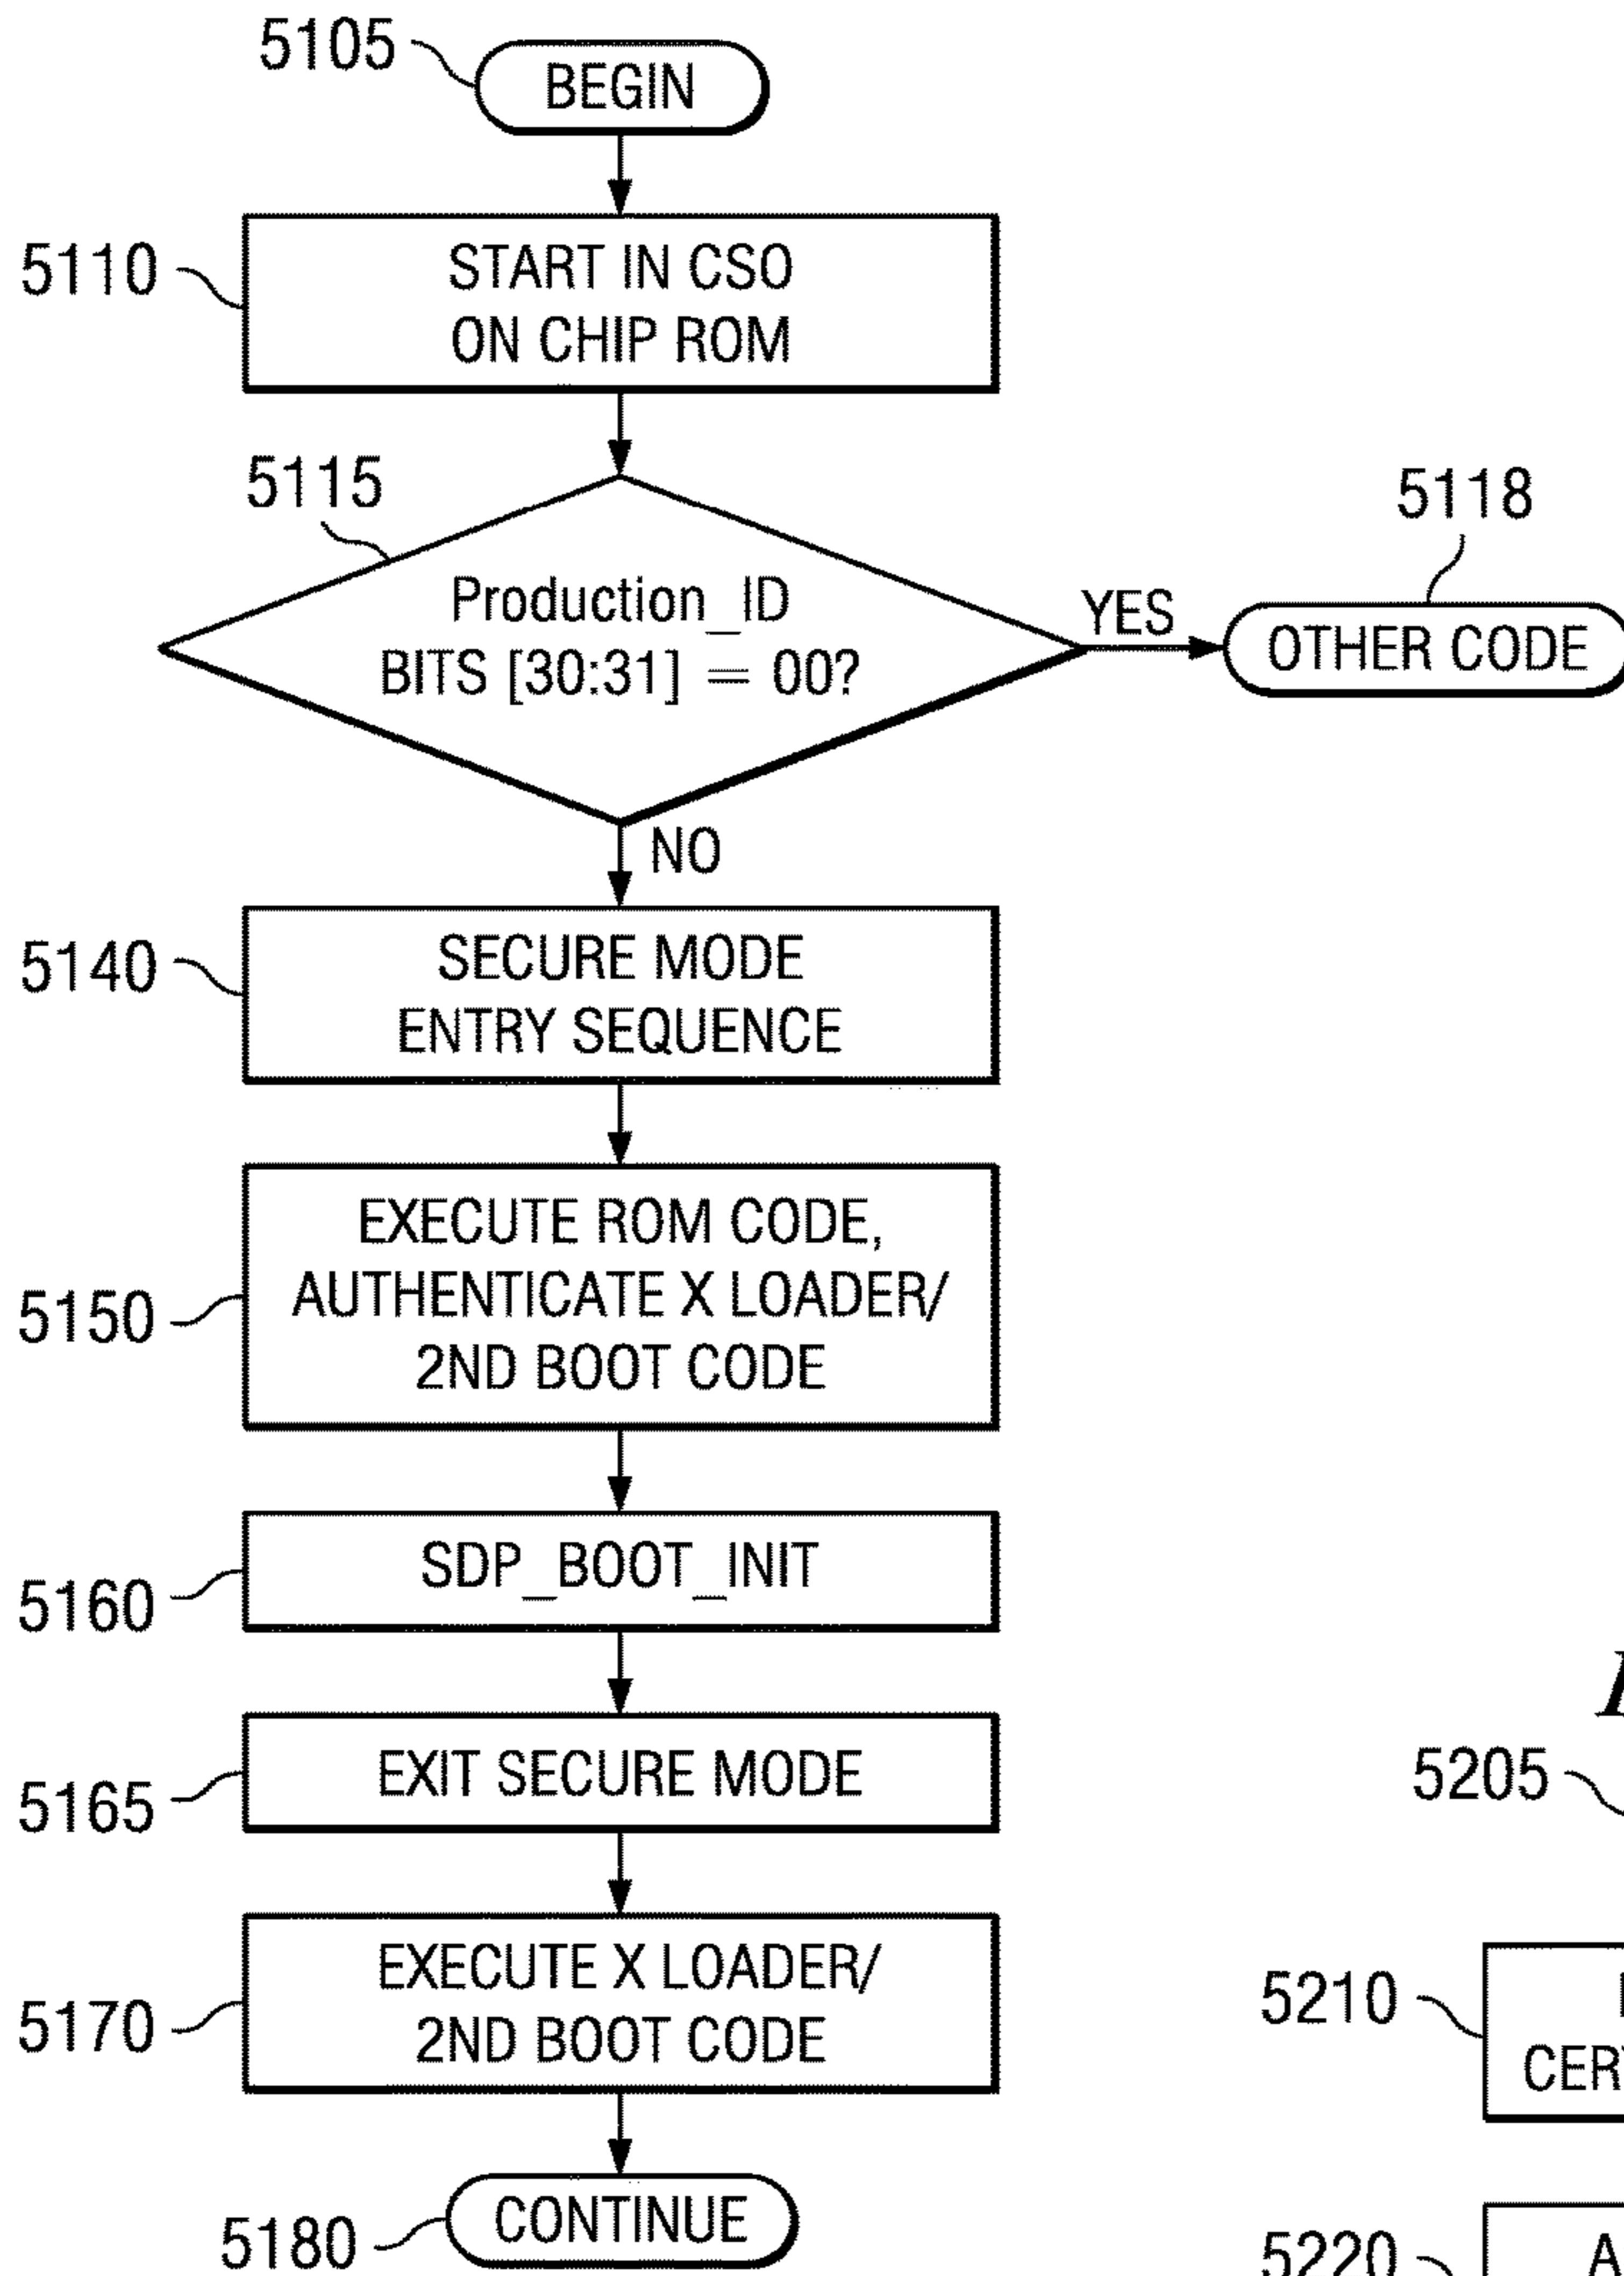 5105
BEGIN
5110
START IN CSO
ON CHIP ROM
5115
Production_ID
BITS [30:31] = 00?
YES
5118
OTHER CODE
NO
5140
SECURE MODE
ENTRY SEQUENCE
5150
EXECUTE ROM CODE,
AUTHENTICATE X LOADER/
2ND BOOT CODE
5160
SDP_BOOT_INIT
5165
EXIT SECURE MODE
5170
EXECUTE X LOADER/
2ND BOOT CODE
5180
CONTINUE
5205
5210
5220